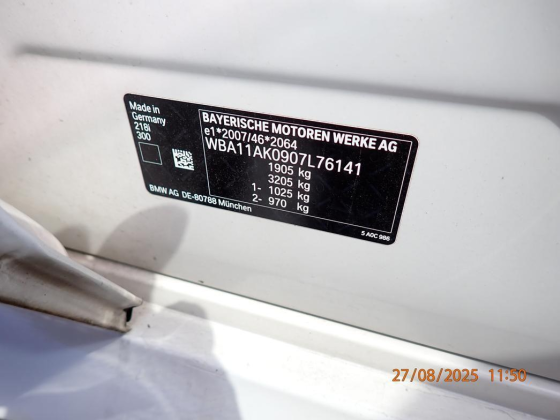 Made in
Germany
218i
300
BAYERISCHE MOTOREN WERKE AG
e1*2007/46*2064
WBA11AK0907L76141
1905 kg
3205 kg
1- 1025 kg
2- 970 kg
BMW AG DE-80788 München
5 A0C 986
27/08/2025 11:50